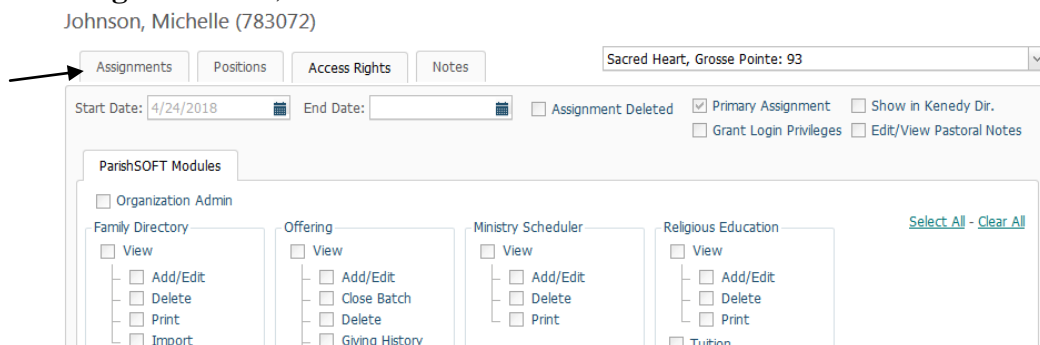 Johnson, Michelle (783072)
Assignments Positions Access Rights Notes Sacred Heart, Grosse Pointe: 93
Start Date: 4/24/2018 End Date: Assignment Deleted Primary Assignment Show in Kenedy Dir.
Grant Login Privileges Edit/View Pastoral Notes
ParishSOFT Modules
Organization Admin
Select All - Clear All
Family Directory Offering Ministry Scheduler Religious Education
View View View View
Add/Edit Add/Edit Add/Edit Add/Edit
Delete Close Batch Delete Delete
Print Delete Print Print
Import Giving History Tuition